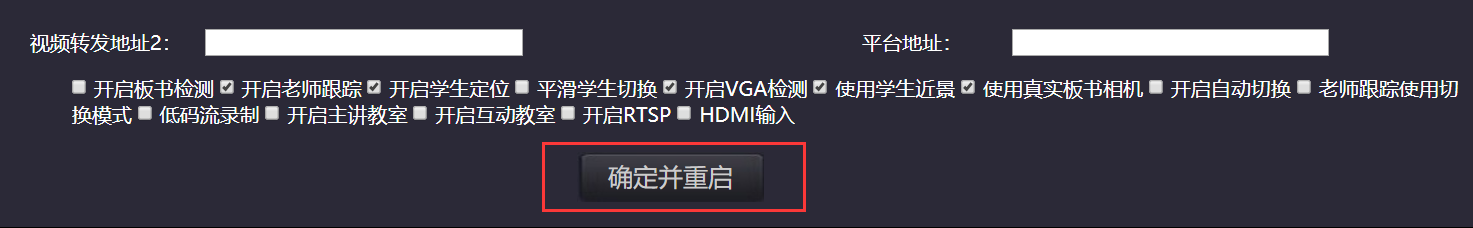 视频转发地址2： 平台地址：
开启板书检测 开启老师跟踪 开启学生定位 平滑学生切换 开启VGA检测 使用学生近景 使用真实板书相机 开启自动切换 老师跟踪使用切
换模式 低码流录制 开启主讲教室 开启互动教室 开启RTSP HDMI输入
确定并重启